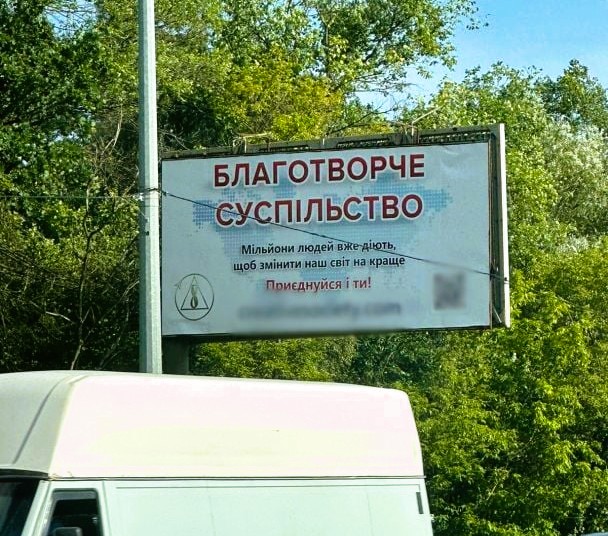 БЛАГОТВОРЧЕ
СУСПІЛЬСТВО
Мільйони людей вже діють,
щоб змінити наш світ на краще
Приєднуйся і ти!